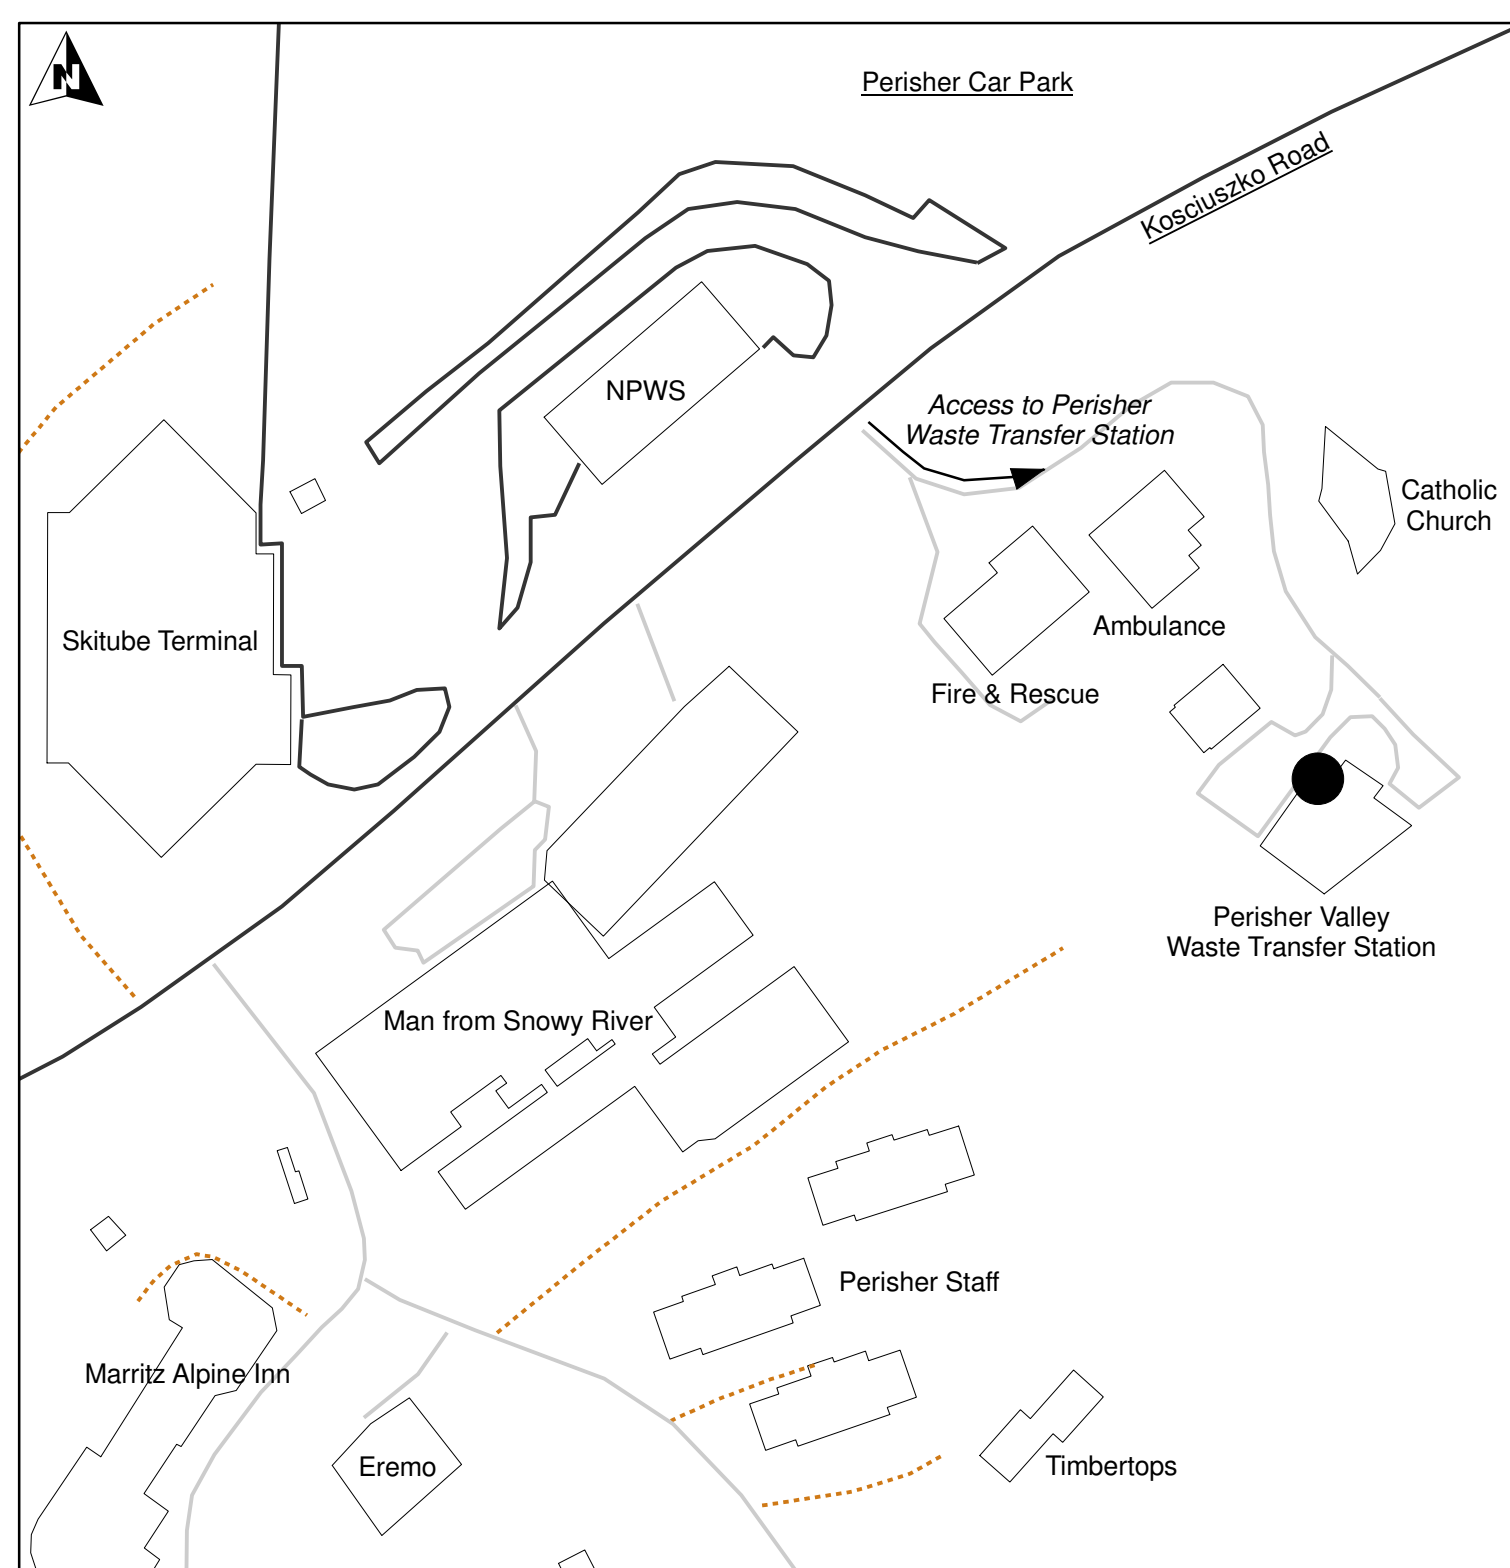 N
Perisher Car Park
Kosciuszko Road
NPWS
Access to Perisher
Waste Transfer Station
Catholic
Church
Ambulance
Skitube Terminal
Fire & Rescue
Perisher Valley
Waste Transfer Station
Man from Snowy River
Perisher Staff
Marritz Alpine Inn
Eremo
Timbertops